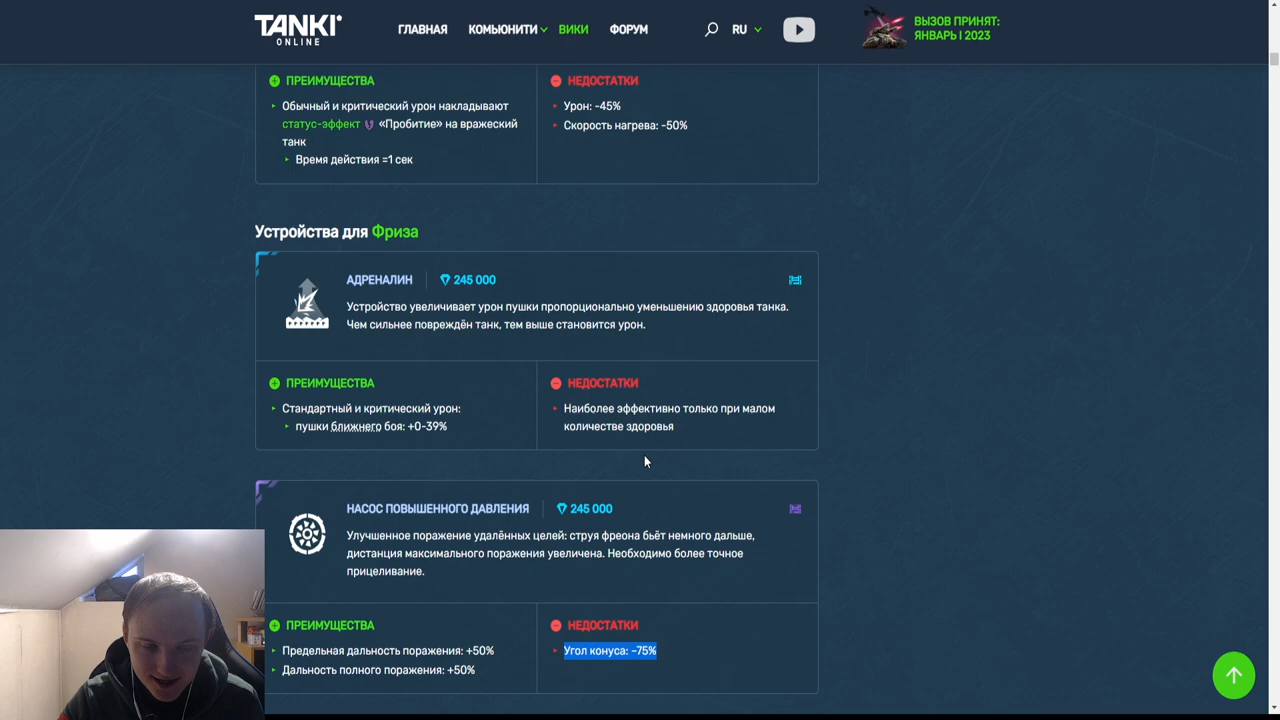 TANKI
ONLINE
ГЛАВНАЯ
КОМЬЮНИТИ
ВИКИ
ФОРУМ
RU
ВЫЗОВ ПРИНЯТ:
ЯНВАРЬ I 2023
ПРЕИМУЩЕСТВА
Обычный и критический урон накладывают
статус-эффект «Пробитие» на вражеский
танк
Время действия =1 сек
НЕДОСТАТКИ
Урон: -45%
Скорость нагрева: -50%
Устройства для Фриза
АДРЕНАЛИН
245 000
Устройство увеличивает урон пушки пропорционально уменьшению здоровья танка.
Чем сильнее повреждён танк, тем выше становится урон.
ПРЕИМУЩЕСТВА
Стандартный и критический урон:
пушки ближнего боя: +0-39%
НЕДОСТАТКИ
Наиболее эффективно только при малом
количестве здоровья
НАСОС ПОВЫШЕННОГО ДАВЛЕНИЯ
245 000
Улучшенное поражение удалённых целей: струя фреона бьёт немного дальше,
дистанция максимального поражения увеличена. Необходимо более точное
прицеливание.
ПРЕИМУЩЕСТВА
Предельная дальность поражения: +50%
Дальность полного поражения: +50%
НЕДОСТАТКИ
Угол конуса: -75%